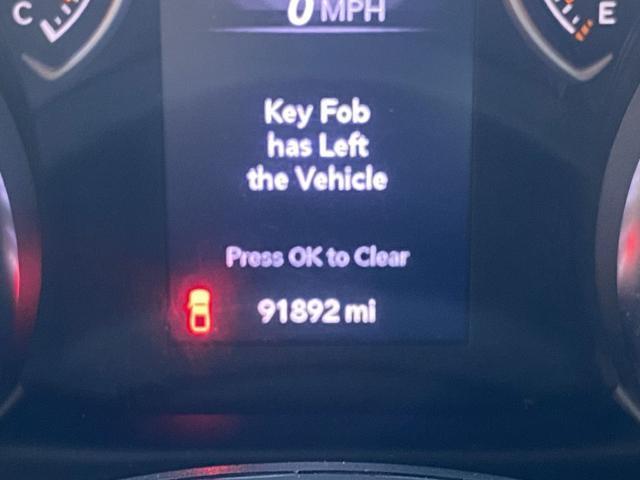 0 MPH
C
E
Key Fob
has Left
the Vehicle
Press OK to Clear
91892 mi